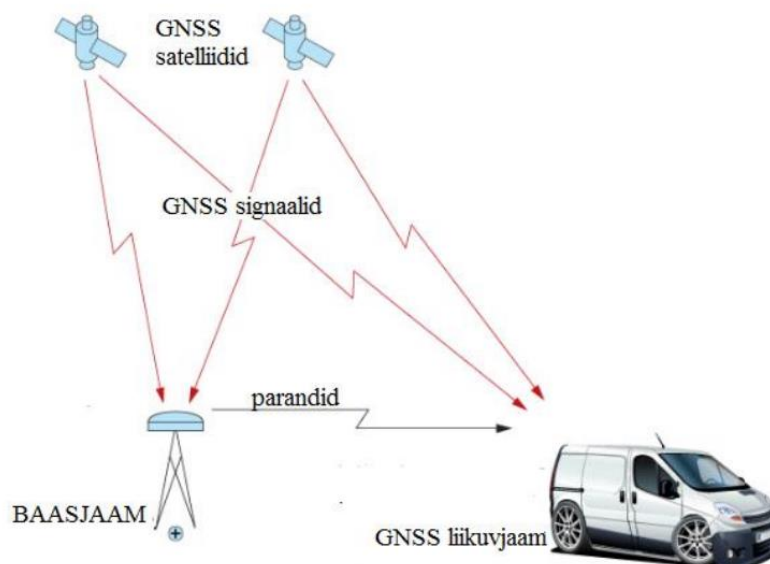 GNSS
satelliidid
GNSS signaalid
parandid
BAASJAAM
GNSS liikuvjaam